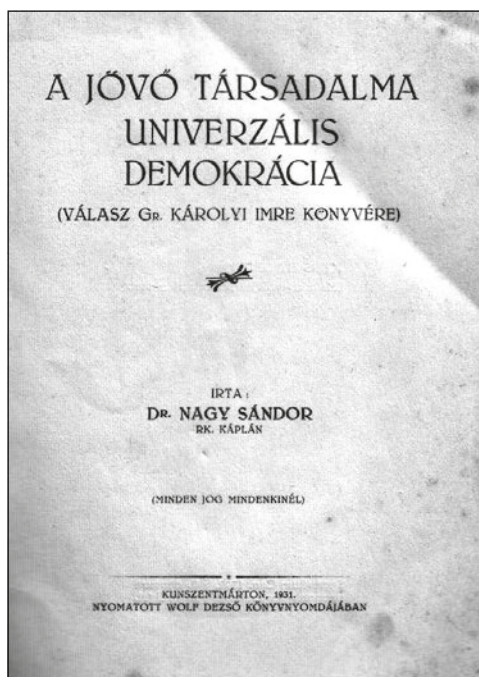 A JÖVŐ TÁRSADALMA
UNIVERZÁLIS
DEMOKRÁCIA
(VÁLASZ GR. KÁROLYI IMRE KÖNYVÉRE)
IRTA :
DR. NAGY SÁNDOR
RK. KÁPLÁN
(MINDEN JOG MINDENKINÉL)
KUNSZENTMÁRTON, 1931.
NYOMATOTT WOLF DEZSŐ KÖNYVNYOMDÁJÁBAN